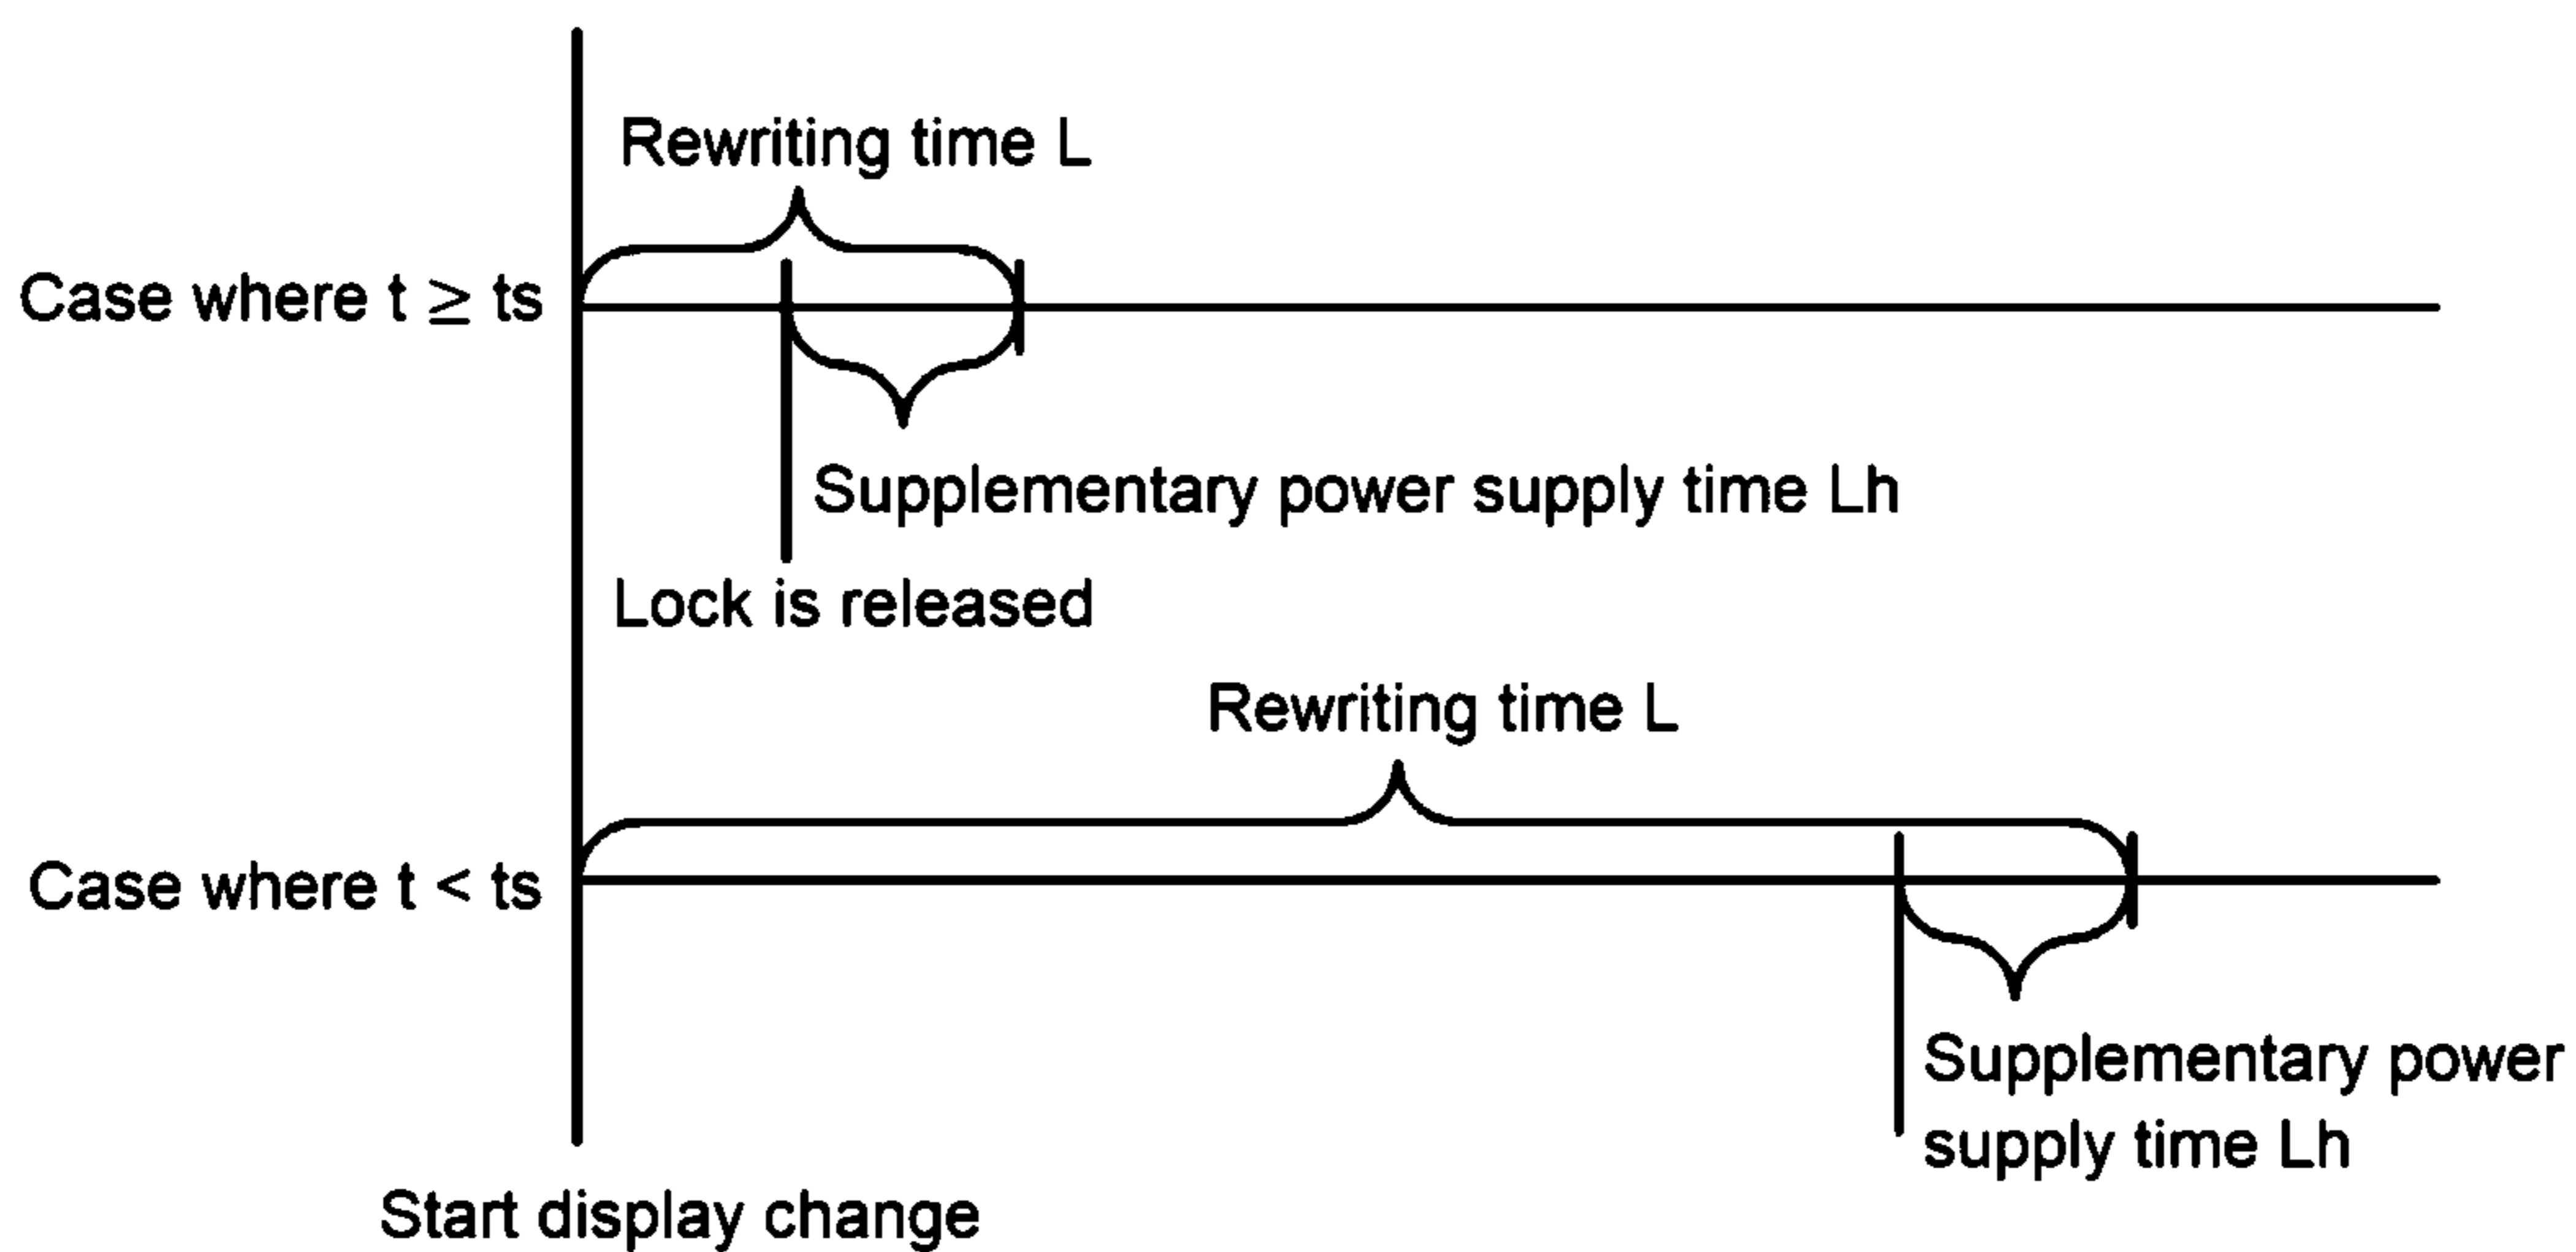 Rewriting time L
Case where t ≥ ts
Supplementary power supply time Lh
Lock is released
Rewriting time L
Case where t < ts
Supplementary power
supply time Lh
Start display change